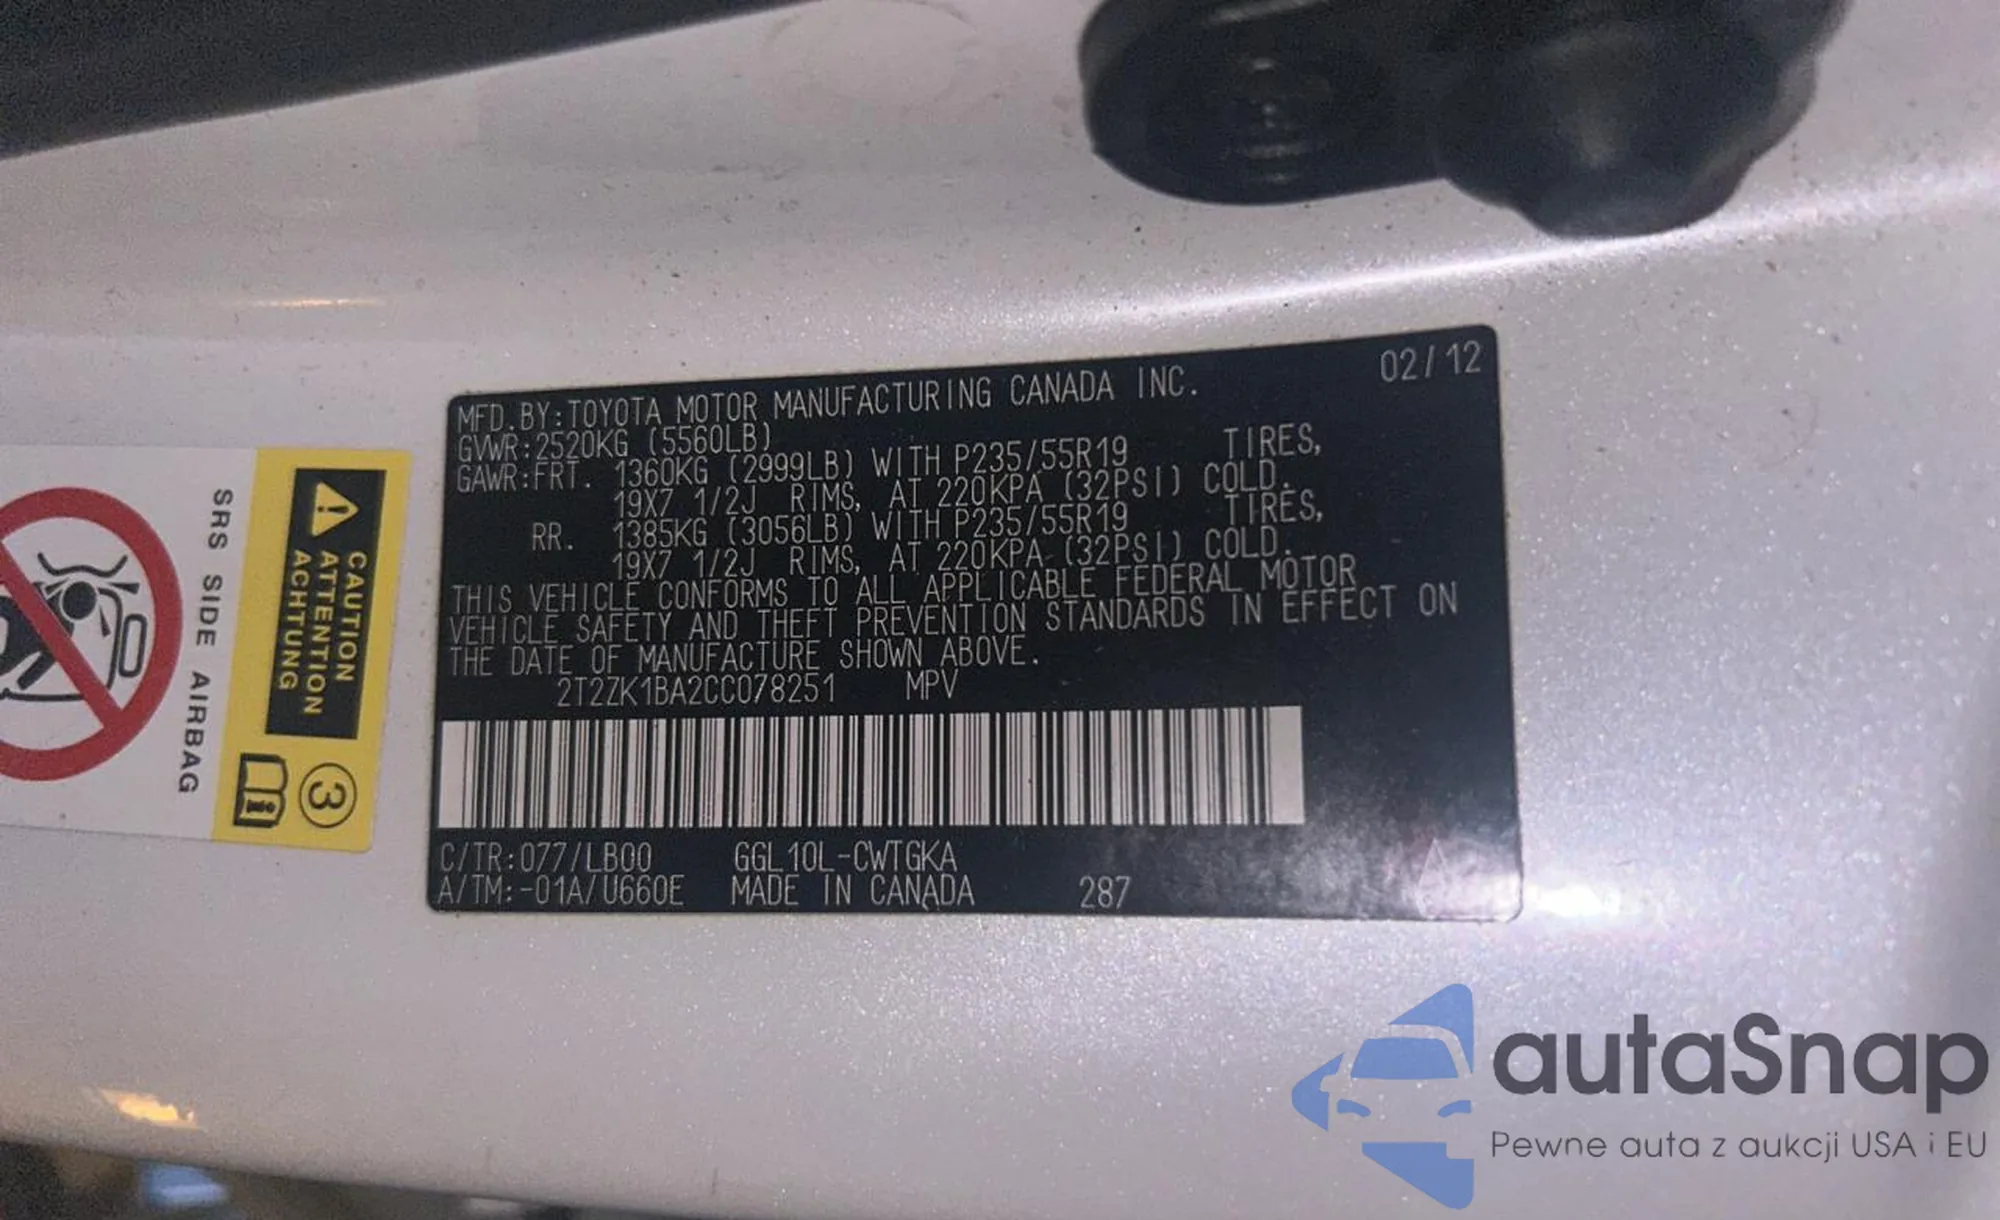 MFD.BY:TOYOTA MOTOR MANUFACTURING CANADA INC. 02/12
GVWR:2520KG (5560LB)
GAWR:FRT. 1360KG (2999LB) WITH P235/55R19 TIRES,
19X7 1/2J RIMS, AT 220KPA (32PSI) COLD.
RR. 1385KG (3056LB) WITH P235/55R19 TIRES,
19X7 1/2J RIMS, AT 220KPA (32PSI) COLD.
THIS VEHICLE CONFORMS TO ALL APPLICABLE FEDERAL MOTOR
VEHICLE SAFETY AND THEFT PREVENTION STANDARDS IN EFFECT ON
THE DATE OF MANUFACTURE SHOWN ABOVE.
2T2ZK1BA2CC078251 MPV
C/TR:077/LB00 GGL10L-CWTGKA
A/TM:-01A/U660E MADE IN CANADA 287
CAUTION
ATTENTION
ACHTUNG
3
i
SRS SIDE AIRBAG
autaSnap
Pewne auta z aukcji USA i EU